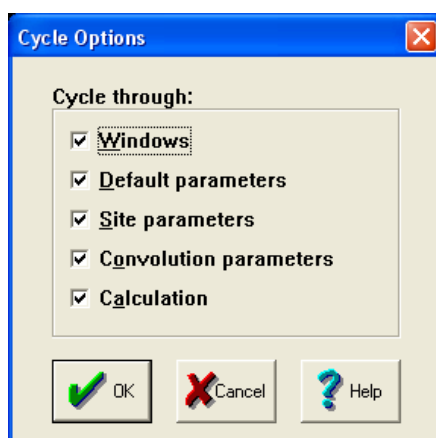 Cycle Options
Cycle through:
Windows
Default parameters
Site parameters
Convolution parameters
Calculation
OK Cancel Help